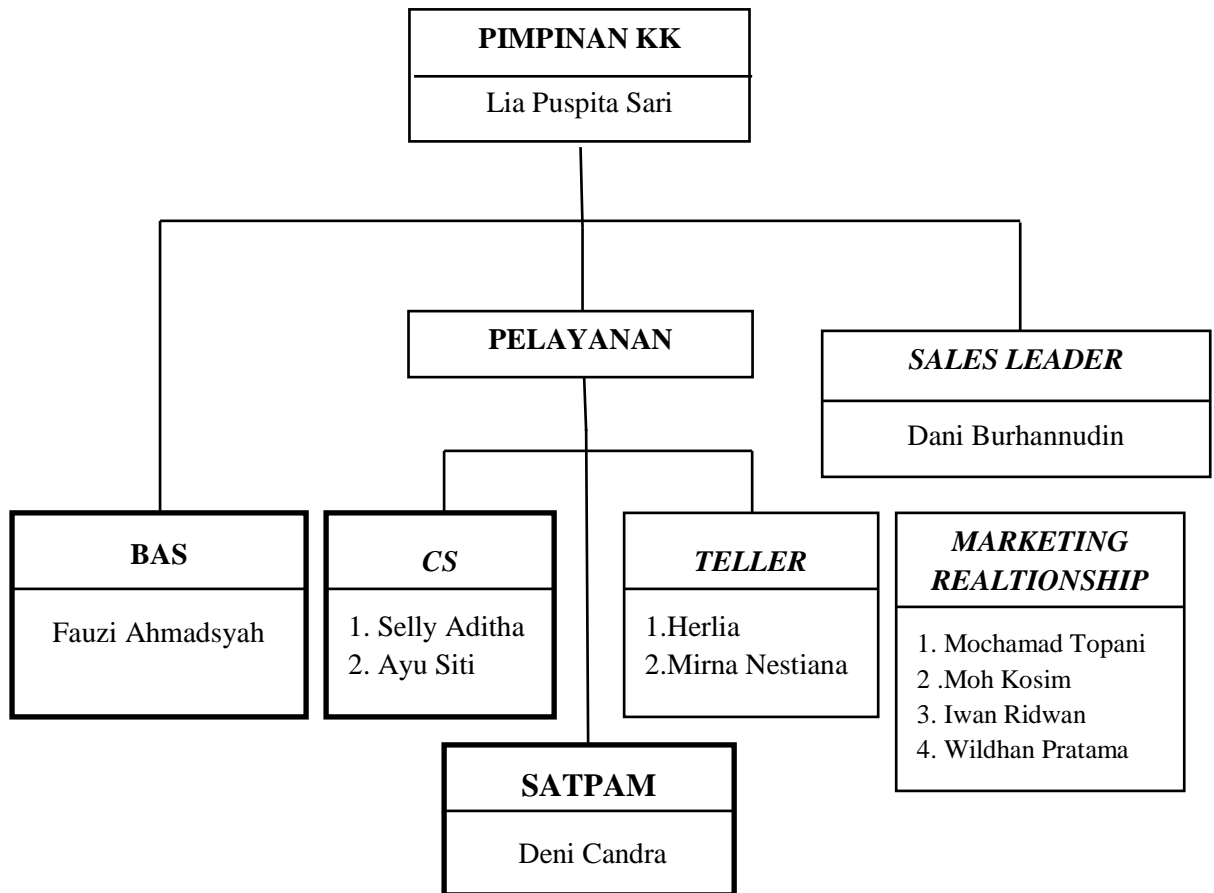 PIMPINAN KK
Lia Puspita Sari
PELAYANAN
SALES LEADER
Dani Burhannudin
BAS
Fauzi Ahmadsyah
CS
1. Selly Aditha
2. Ayu Siti
TELLER
1.Herlia
2.Mirna Nestiana
MARKETING
REALTIONSHIP
1. Mochamad Topani
2 .Moh Kosim
3. Iwan Ridwan
4. Wildhan Pratama
SATPAM
Deni Candra